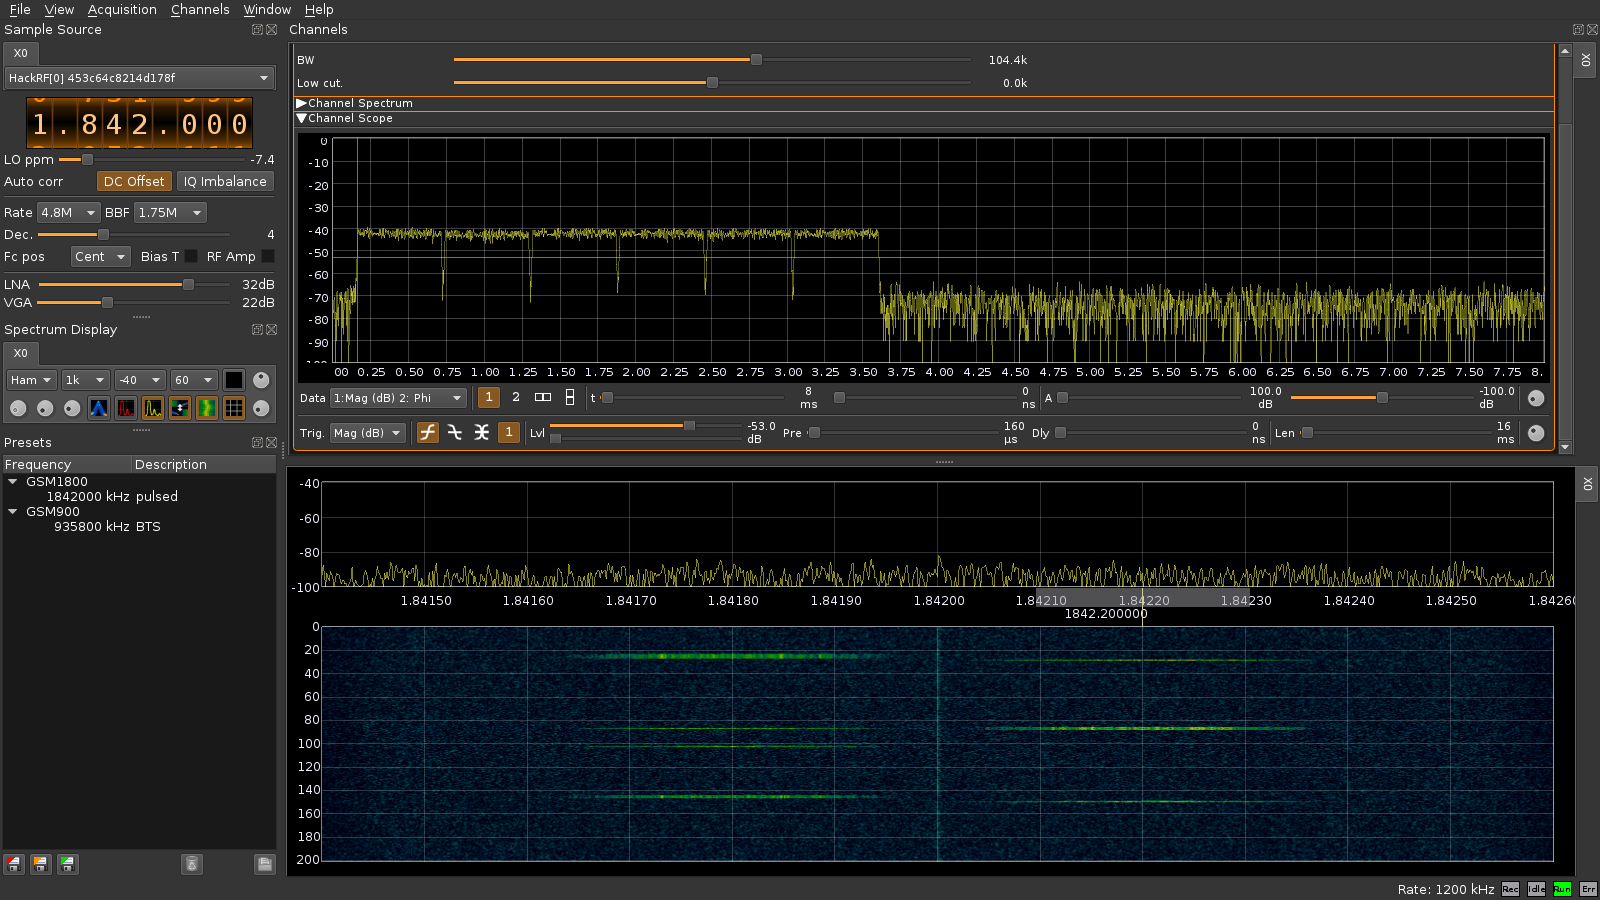 File View Acquisition Channels Window Help
Sample Source
X0
HackRF[0] 453c64c8214d178f
1.842.000
LO ppm -7.4
Auto corr DC Offset IQ Imbalance
Rate 4.8M BBF 1.75M
Dec. 4
Fc pos Cent Bias T RF Amp
LNA 32dB
VGA 22dB
Spectrum Display
X0
Ham 1k -40 60
Presets
Frequency Description
GSM1800
1842000 kHz pulsed
GSM900
935800 kHz BTS
Channels
X0
BW 104.4k
Low cut. 0.0k
Channel Spectrum
Channel Scope
0
-10
-20
-30
-40
-50
-60
-70
-80
-90
00 0.25 0.50 0.75 1.00 1.25 1.50 1.75 2.00 2.25 2.50 2.75 3.00 3.25 3.50 3.75 4.00 4.25 4.50 4.75 5.00 5.25 5.50 5.75 6.00 6.25 6.50 6.75 7.00 7.25 7.50 7.75 8.
Data 1:Mag (dB) 2: Phi 1 2 t 8 ms 0 ns A 100.0 dB -100.0 dB
Trig. Mag (dB) 1 Lvl -53.0 dB Pre 160 µs Dly 0 ns Len 16 ms
X0
-40
-60
-80
-100
1.84150 1.84160 1.84170 1.84180 1.84190 1.84200 1.84210 1.84220 1.84230 1.84240 1.84250 1.8426
1842.200000
0
20
40
60
80
100
120
140
160
180
200
Rate: 1200 kHz Rec Idle Run Err